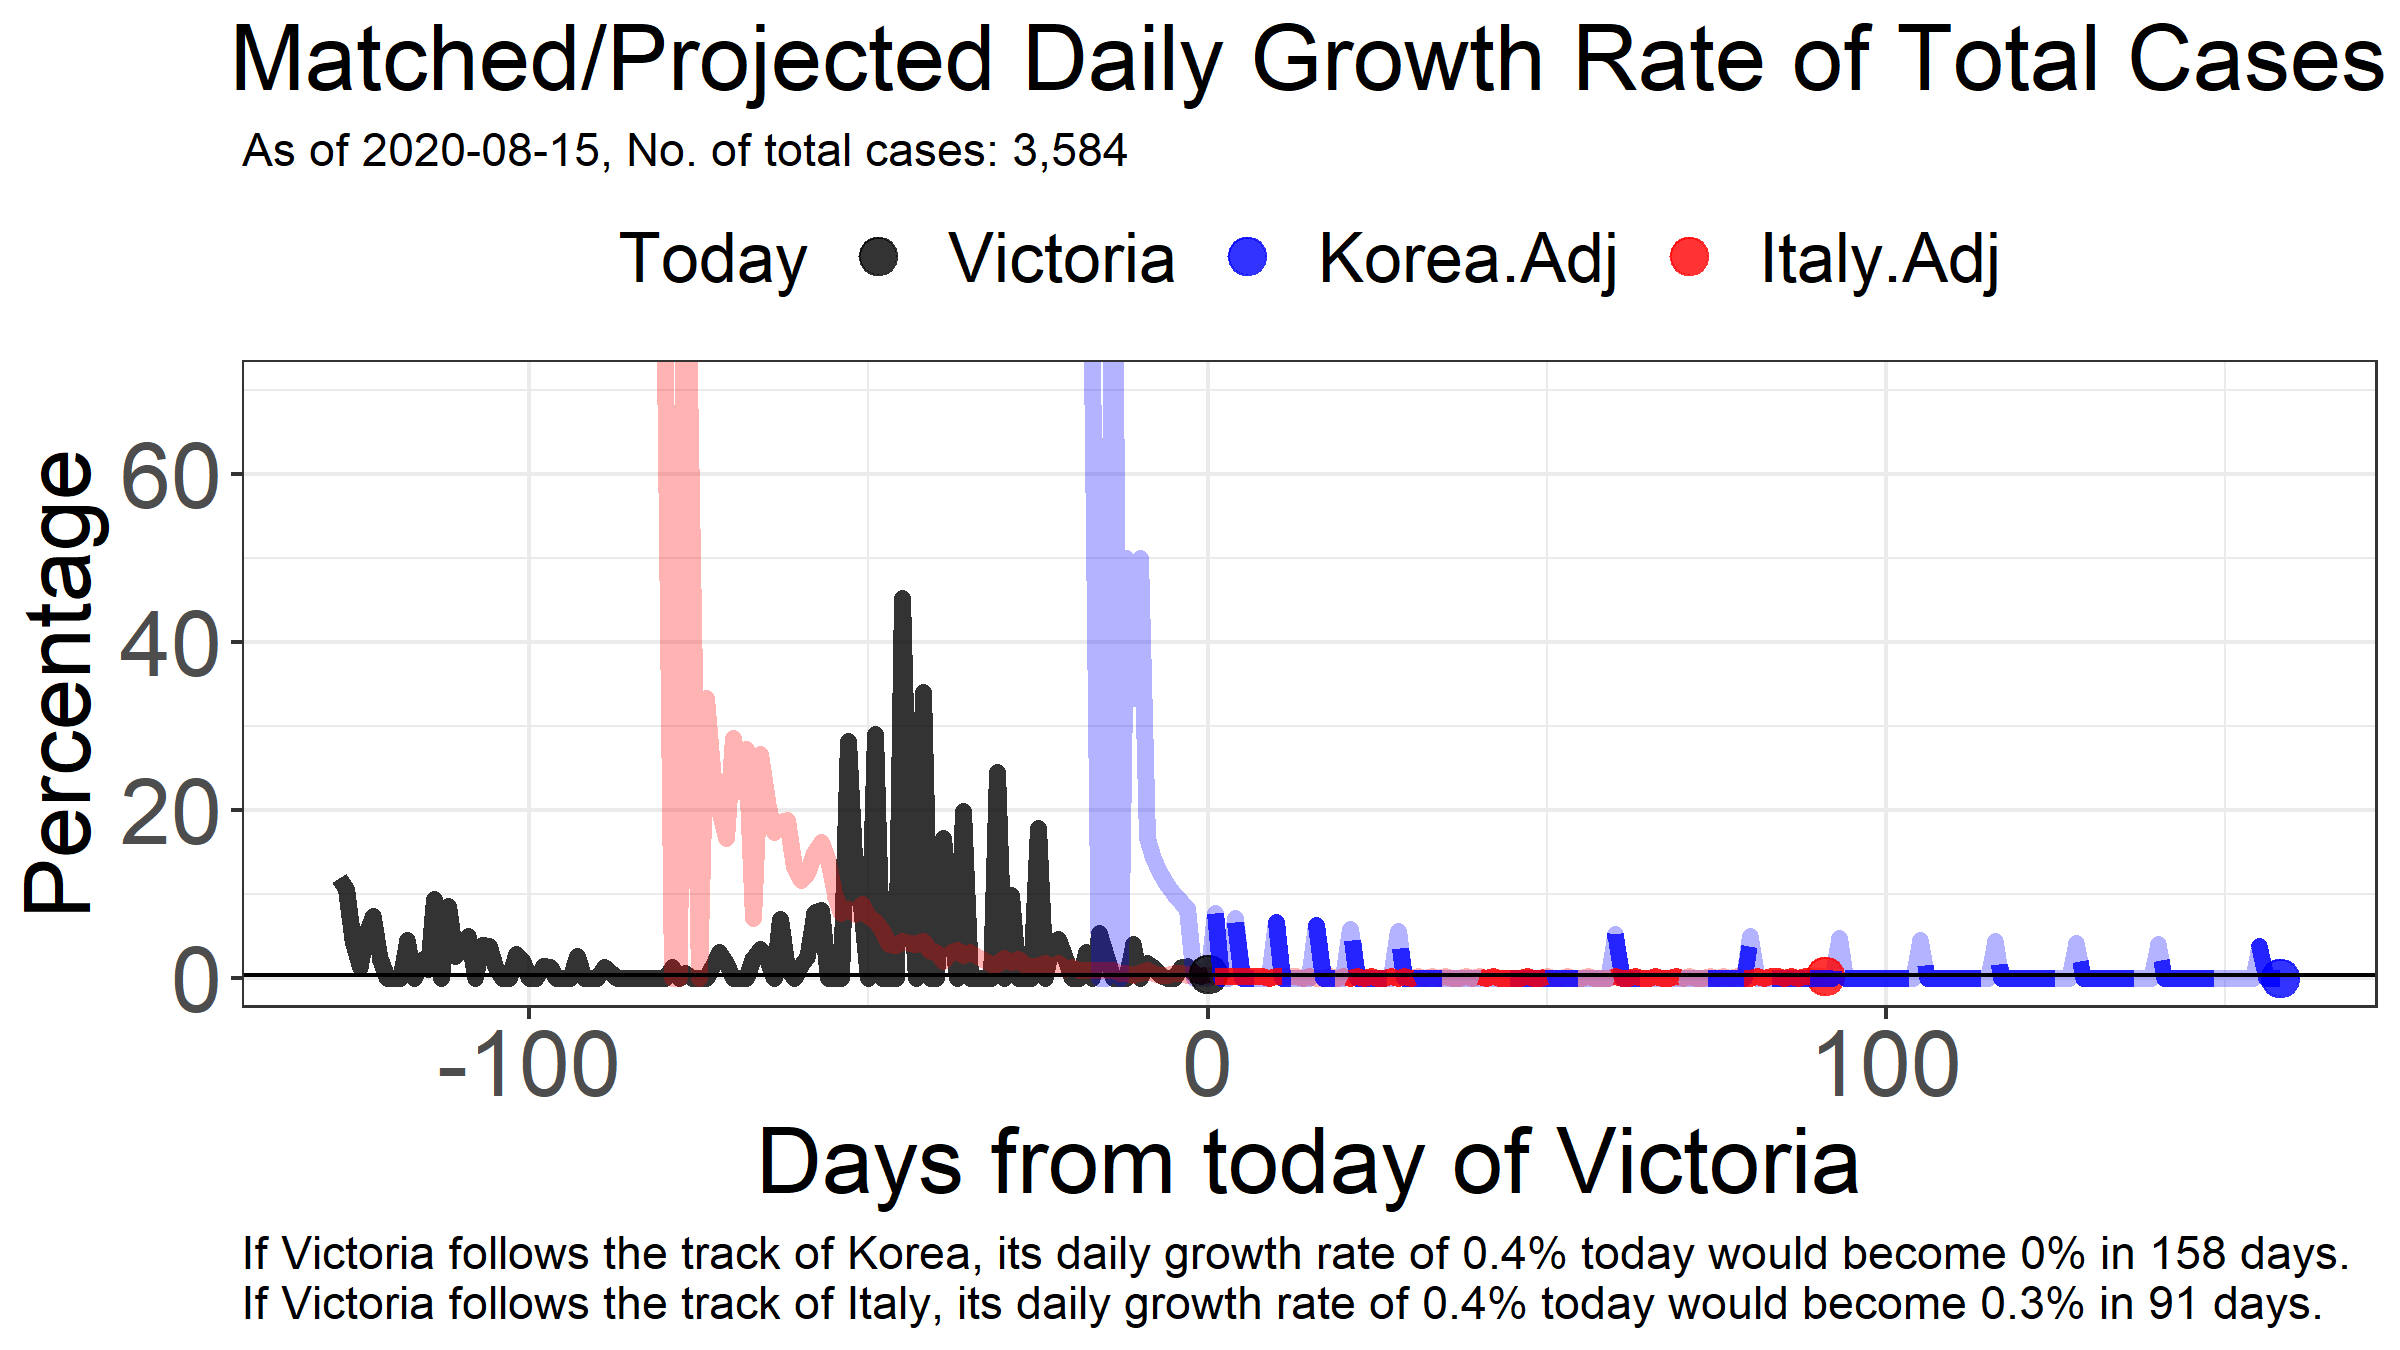 Matched/Projected Daily Growth Rate of Total Cases
As of 2020-08-15, No. of total cases: 3,584
Today Victoria Korea.Adj Italy.Adj
Percentage
60
40
20
0
-100 0 100
Days from today of Victoria
If Victoria follows the track of Korea, its daily growth rate of 0.4% today would become 0% in 158 days.
If Victoria follows the track of Italy, its daily growth rate of 0.4% today would become 0.3% in 91 days.